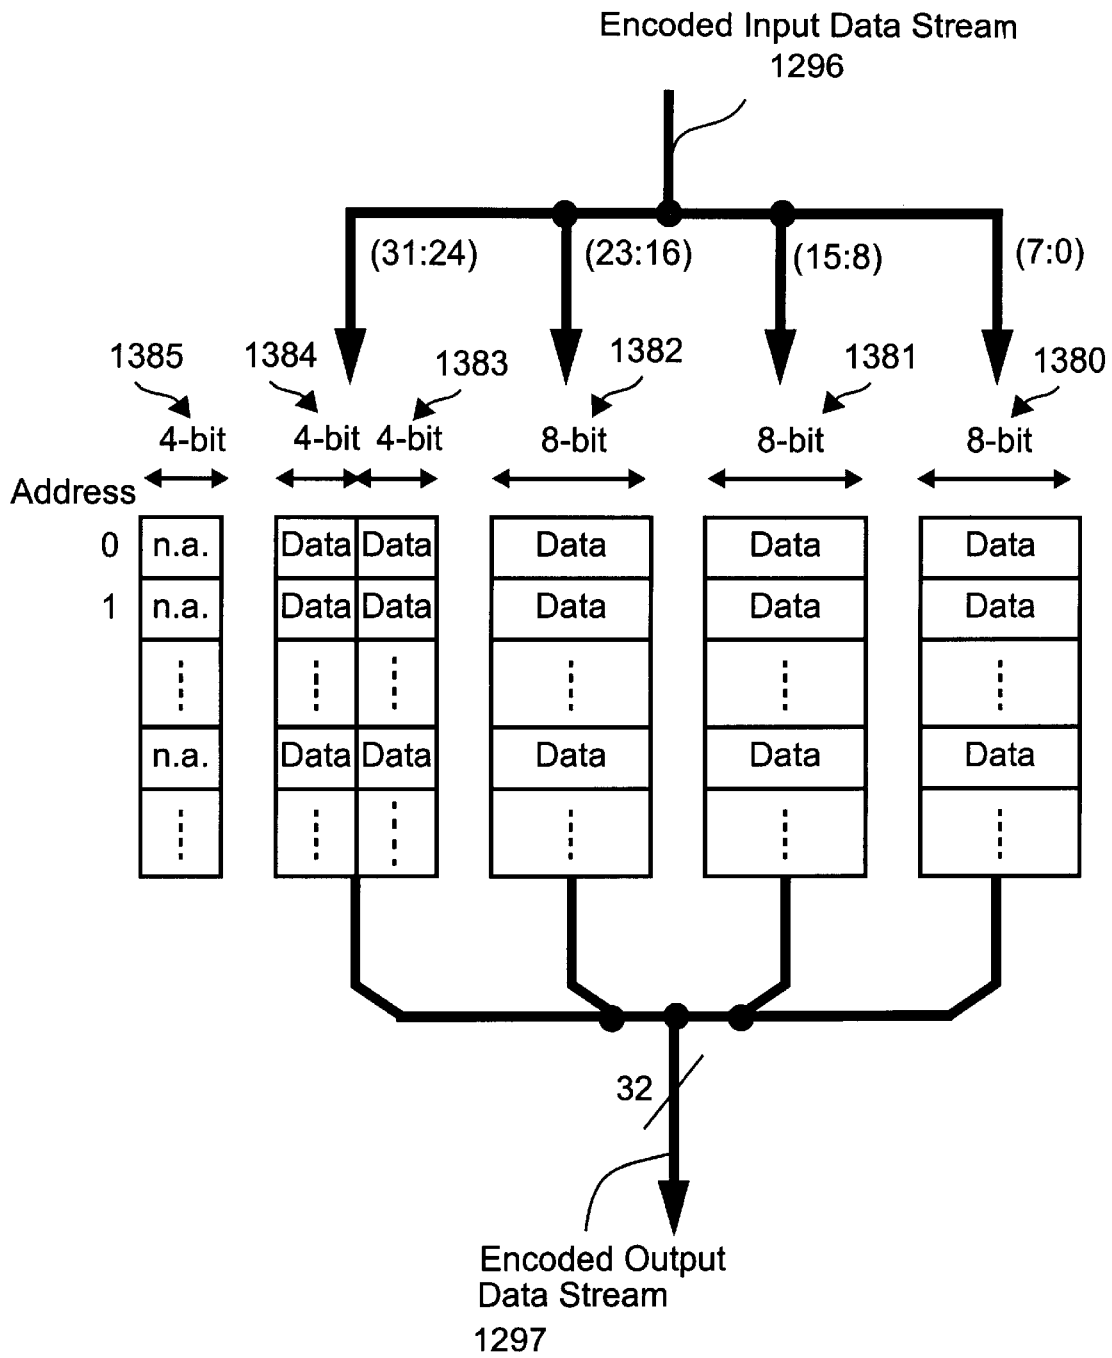 Encoded Input Data Stream
1296
(31:24) (23:16) (15:8) (7:0)
1385 1384 1383 1382 1381 1380
4-bit 4-bit 4-bit 8-bit 8-bit 8-bit
Address
0 n.a. Data Data Data Data Data
1 n.a. Data Data Data Data Data
n.a. Data Data Data Data Data
32
Encoded Output
Data Stream
1297